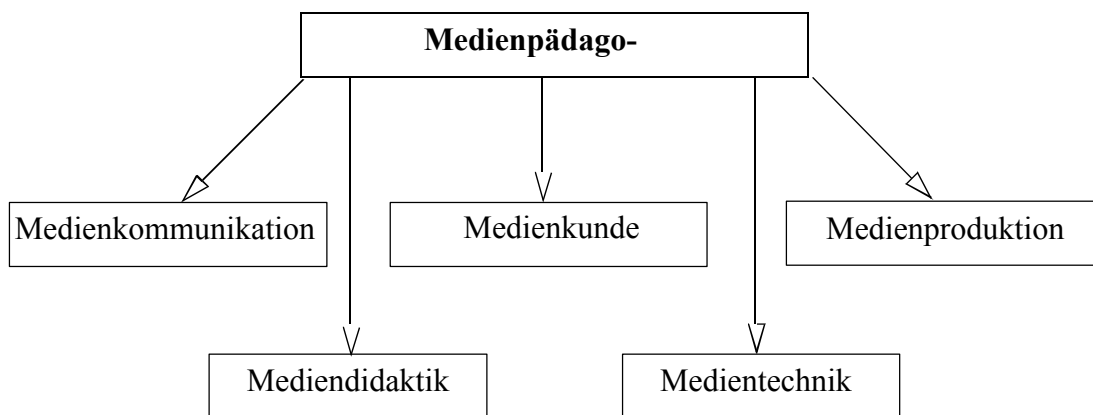 Medienpädago-
Medienkommunikation
Medienkunde
Medienproduktion
Mediendidaktik
Medientechnik